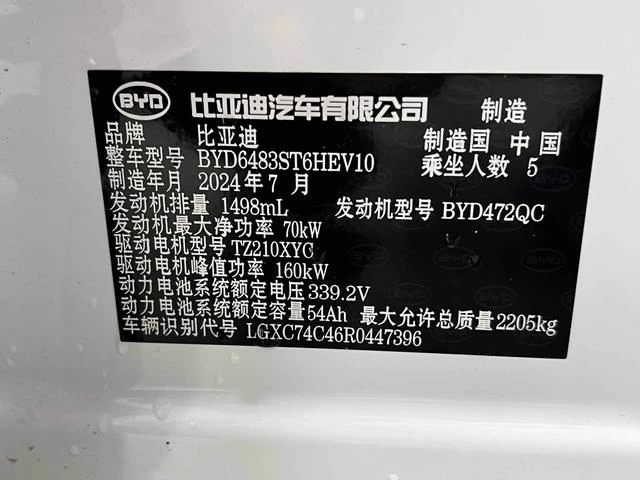 BYD 比亚迪汽车有限公司 制造
品牌 比亚迪 制造国 中国
整车型号 BYD6483ST6HEV10 乘坐人数 5
制造年月 2024年7月
发动机排量 1498mL 发动机型号 BYD472QC
发动机最大净功率 70kW
驱动电机型号 TZ210XYC
驱动电机峰值功率 160kW
动力电池系统额定电压 339.2V
动力电池系统额定容量 54Ah 最大允许总质量 2205kg
车辆识别代号 LGXC74C46R0447396